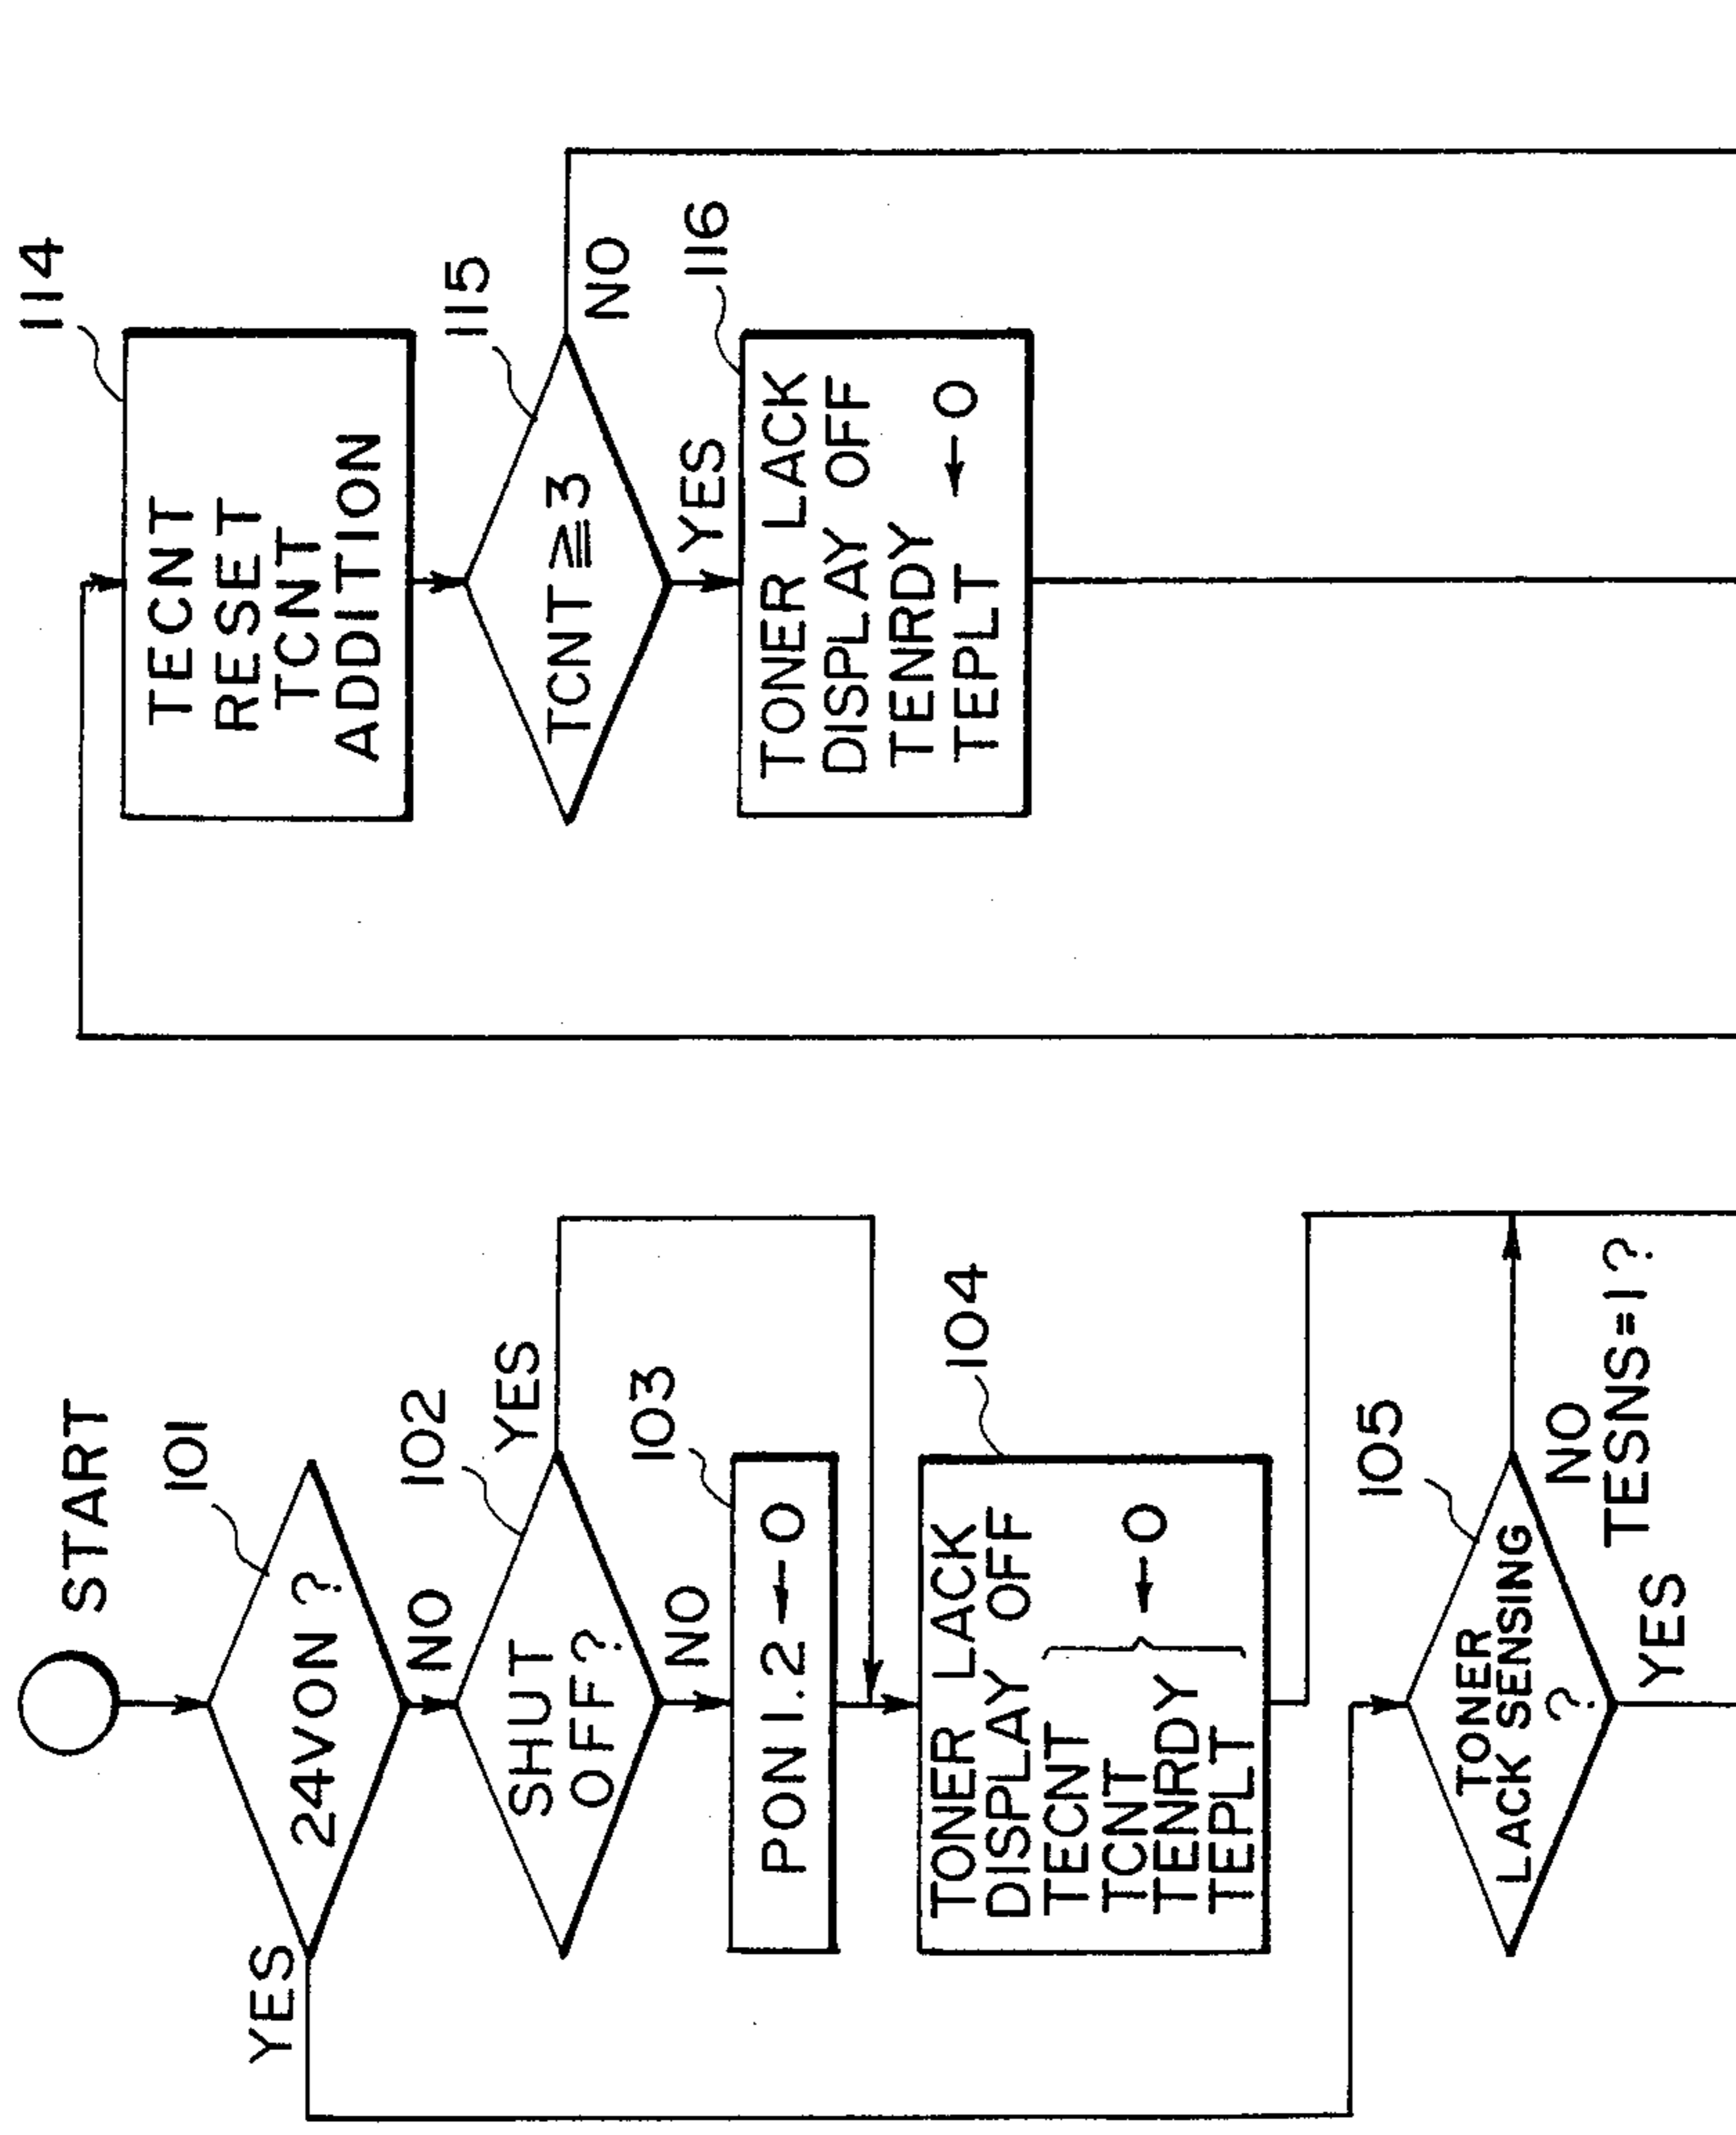 START
101
24VON ?
YES
NO
102
SHUT
OFF?
YES
NO
103
PON1.2 ← 0
104
TONER LACK
DISPLAY OFF
TECNT
TCNT
TENRDY
TEPLT
← 0
105
TONER
LACK SENSING
?
NO
TESNS=1?
YES
114
TECNT
RESET
TCNT
ADDITION
115
TCNT ≧3
NO
YES
116
TONER LACK
DISPLAY OFF
TENRDY
TEPLT ← 0